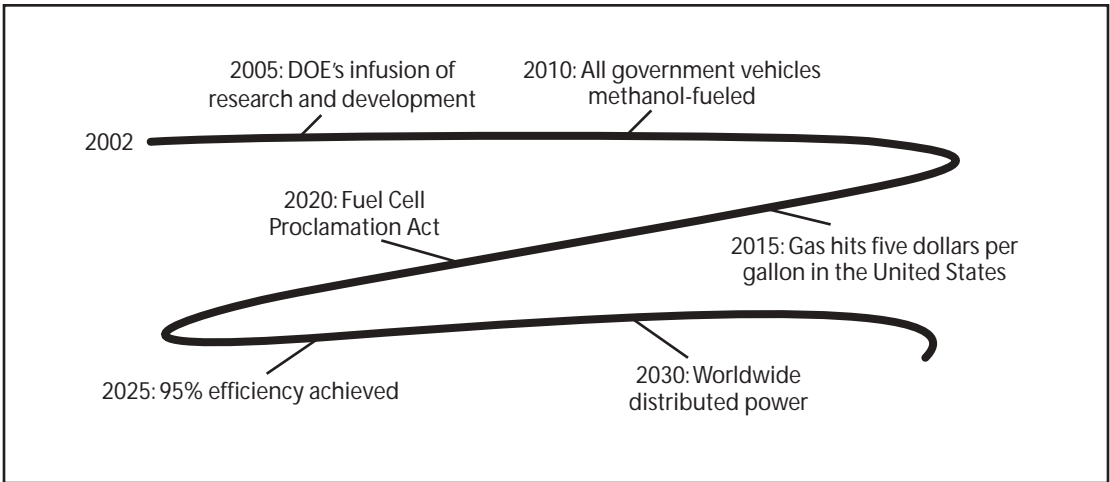 2005: DOE's infusion of
research and development
2010: All government vehicles
methanol-fueled
2002
2020: Fuel Cell
Proclamation Act
2015: Gas hits five dollars per
gallon in the United States
2025: 95% efficiency achieved
2030: Worldwide
distributed power